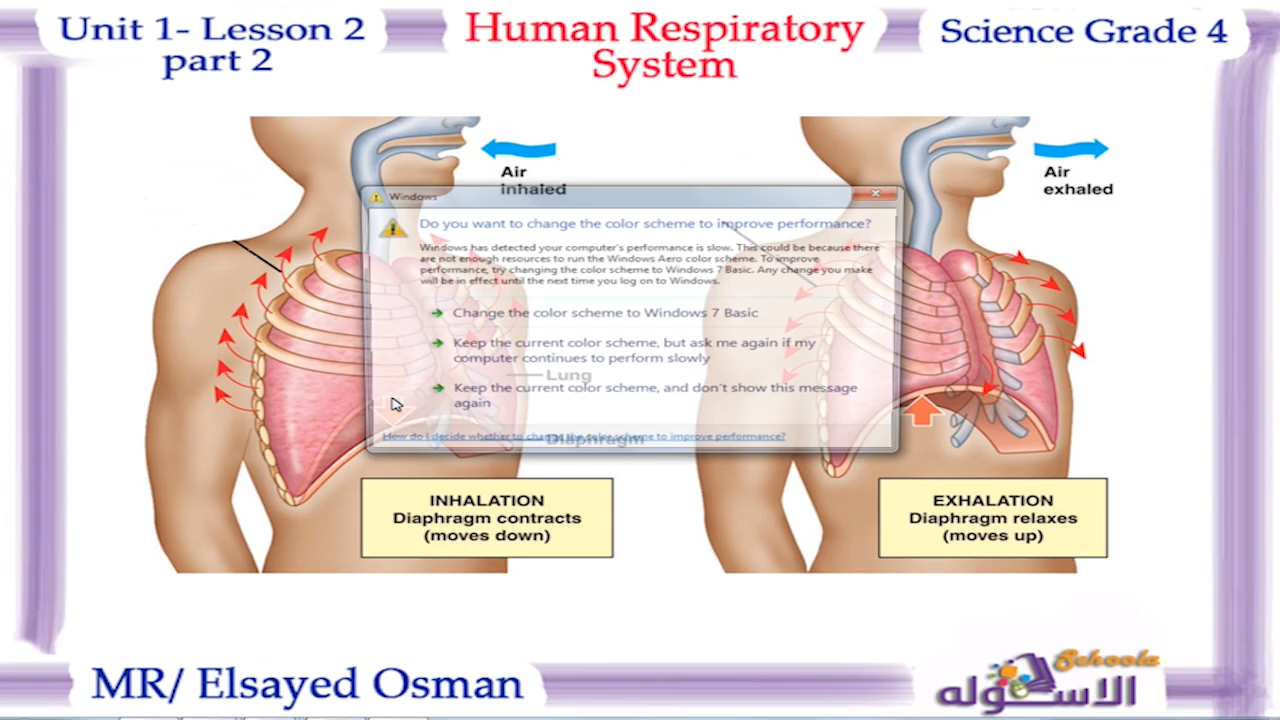 Unit 1- Lesson 2
part 2
Human Respiratory
System
Science Grade 4
Air
inhaled
Air
exhaled
Windows
Do you want to change the color scheme to improve performance?
Windows has detected your computer's performance is slow. This could be because there
are not enough resources to run the Windows Aero color scheme. To improve
performance, try changing the color scheme to Windows 7 Basic. Any change you make
will be in effect until the next time you log on to Windows.
Change the color scheme to Windows 7 Basic
Keep the current color scheme, but ask me again if my
computer continues to perform slowly
Lung
Keep the current color scheme, and don't show this message
again
How do I decide whether to change the color scheme to improve performance?
Diaphragm
INHALATION
Diaphragm contracts
(moves down)
EXHALATION
Diaphragm relaxes
(moves up)
MR/ Elsayed Osman
Schoola
الاسكوله